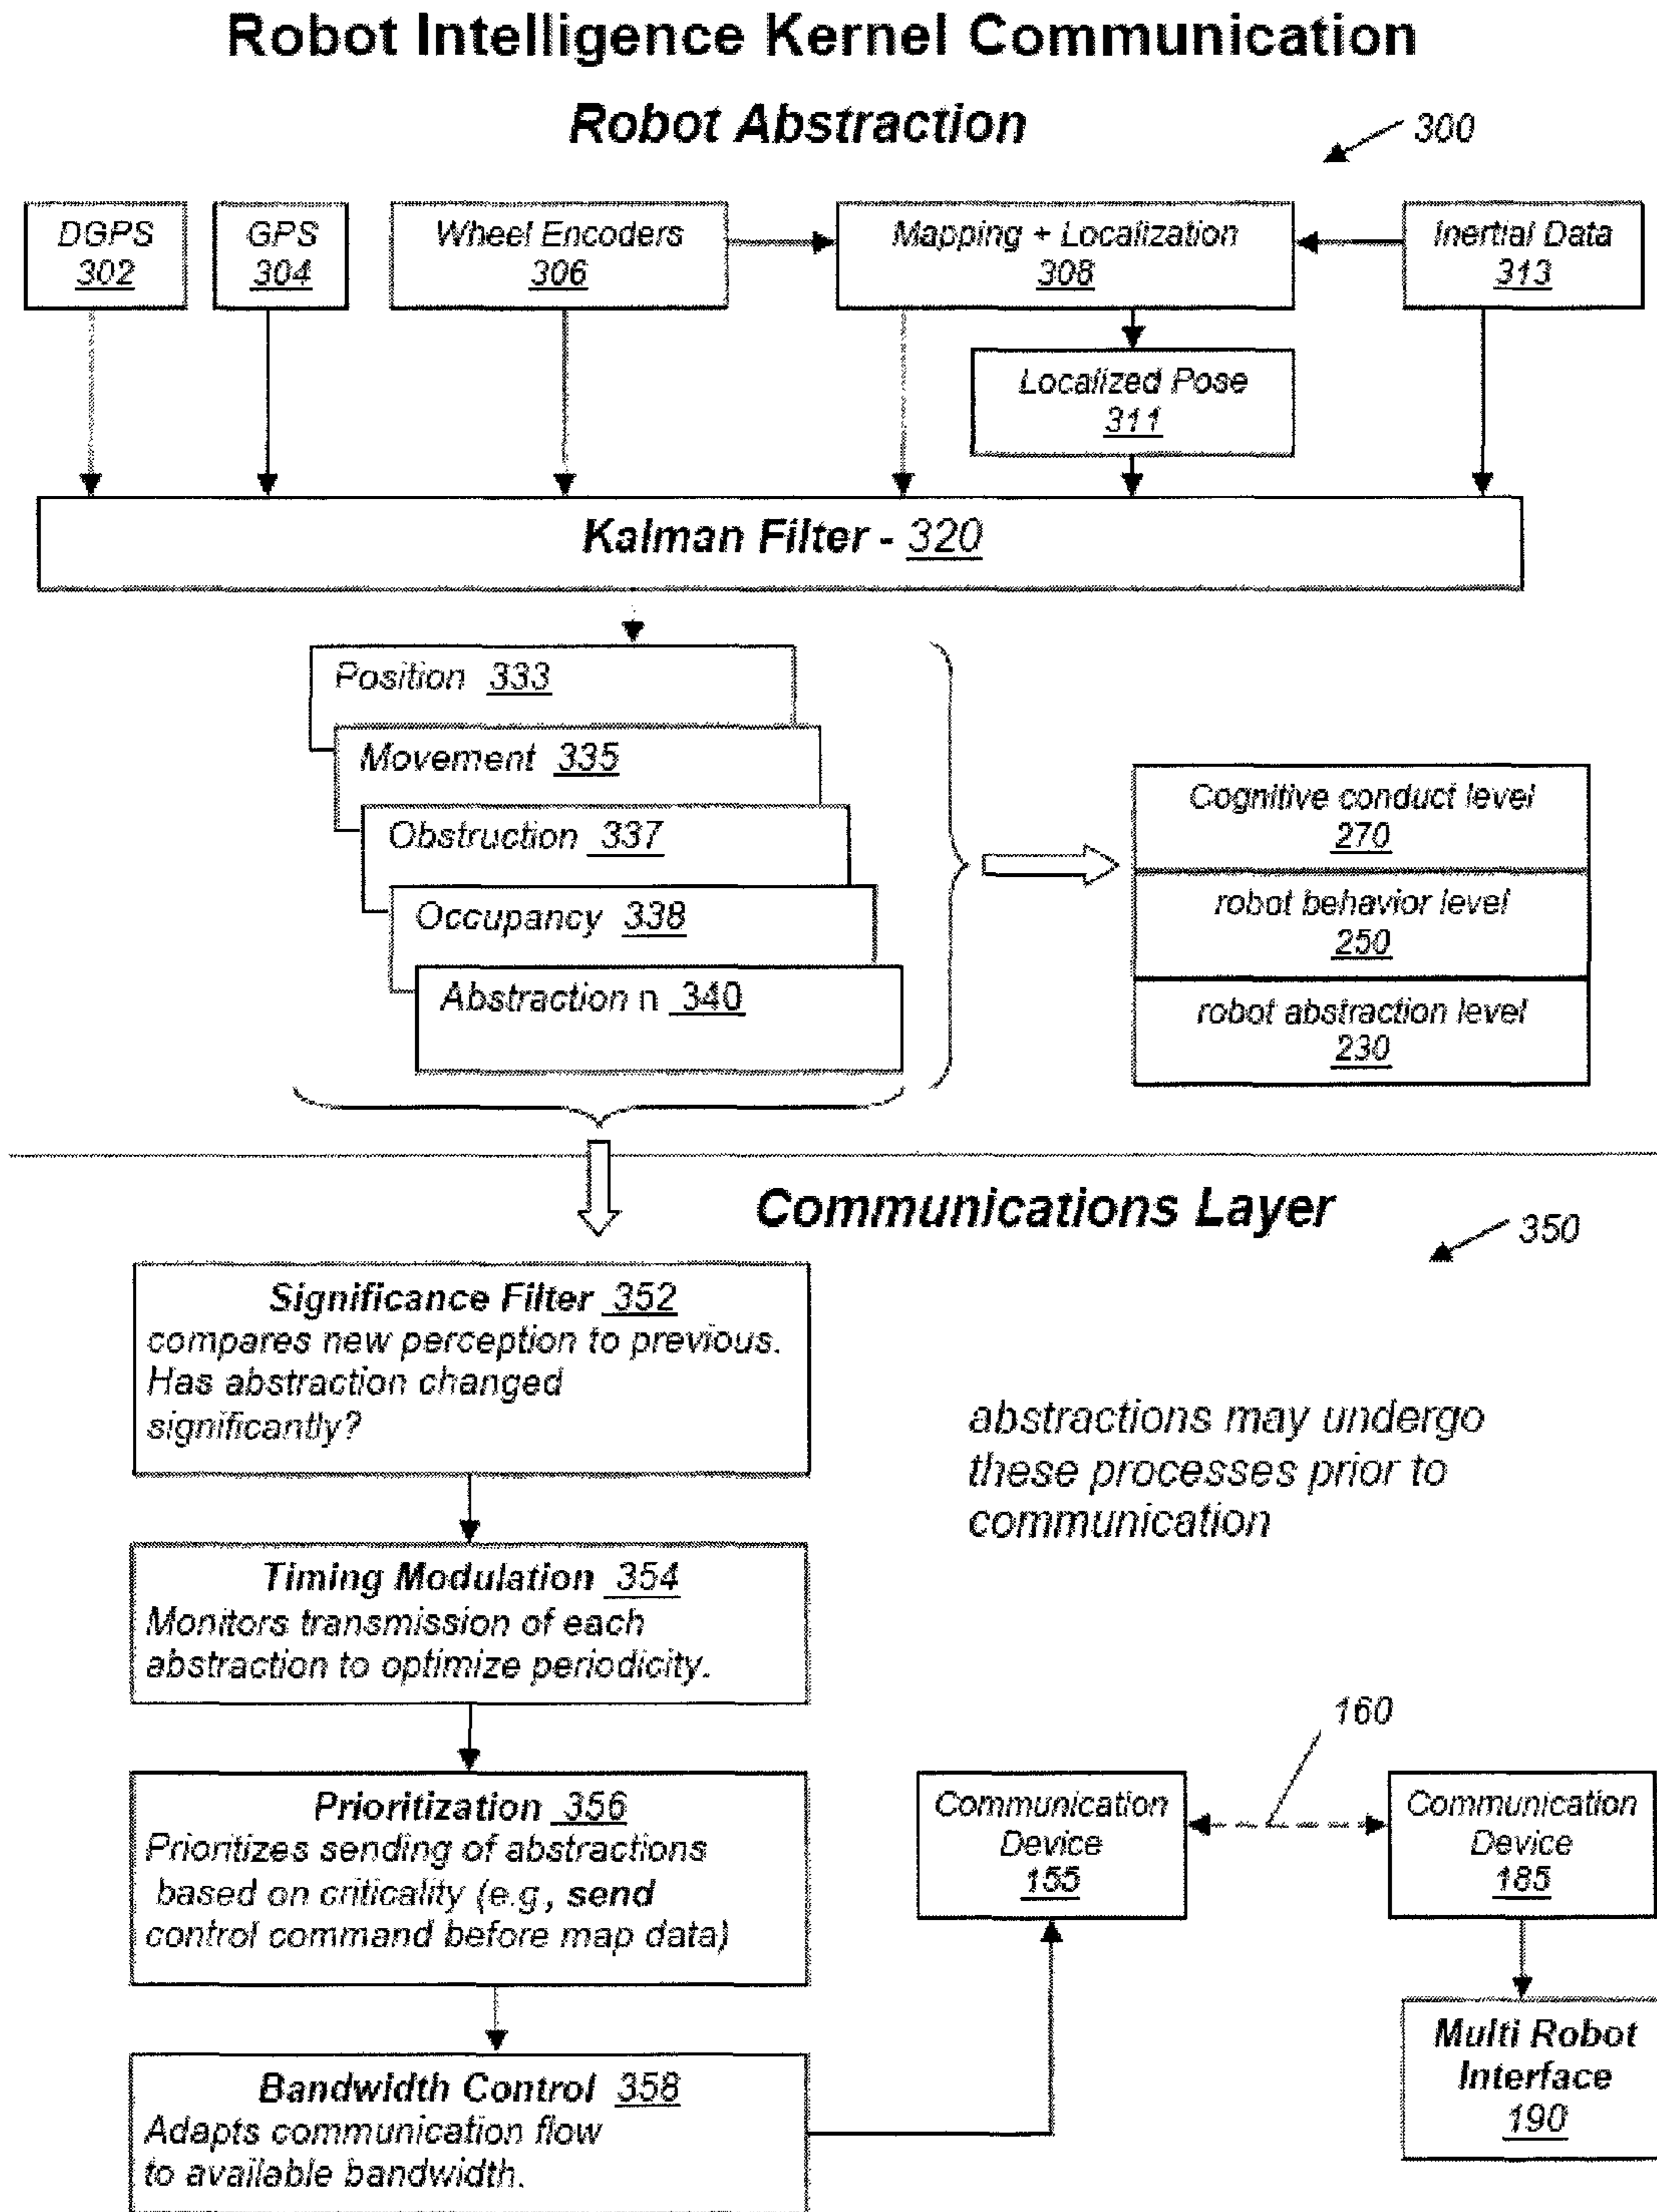 Robot Intelligence Kernel Communication
Robot Abstraction
300
DGPS
302
GPS
304
Wheel Encoders
306
Mapping + Localization
308
Inertial Data
313
Localized Pose
311
Kalman Filter - 320
Position 333
Movement 335
Obstruction 337
Occupancy 338
Abstraction n 340
Cognitive conduct level
270
robot behavior level
250
robot abstraction level
230
Communications Layer
350
Significance Filter 352
compares new perception to previous.
Has abstraction changed
significantly?
abstractions may undergo
these processes prior to
communication
Timing Modulation 354
Monitors transmission of each
abstraction to optimize periodicity.
Prioritization 356
Prioritizes sending of abstractions
based on criticality (e.g., send
control command before map data)
Bandwidth Control 358
Adapts communication flow
to available bandwidth.
160
Communication
Device
155
Communication
Device
185
Multi Robot
Interface
190